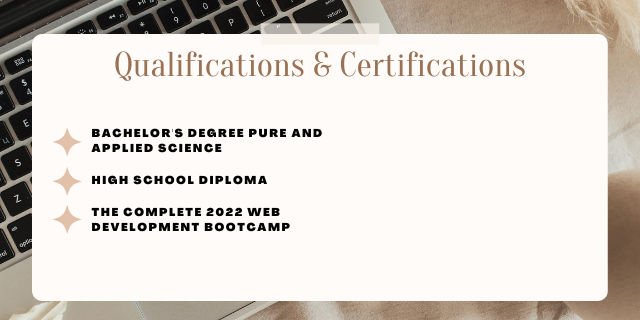 Qualifications & Certifications
BACHELOR'S DEGREE PURE AND
APPLIED SCIENCE
HIGH SCHOOL DIPLOMA
THE COMPLETE 2022 WEB
DEVELOPMENT BOOTCAMP